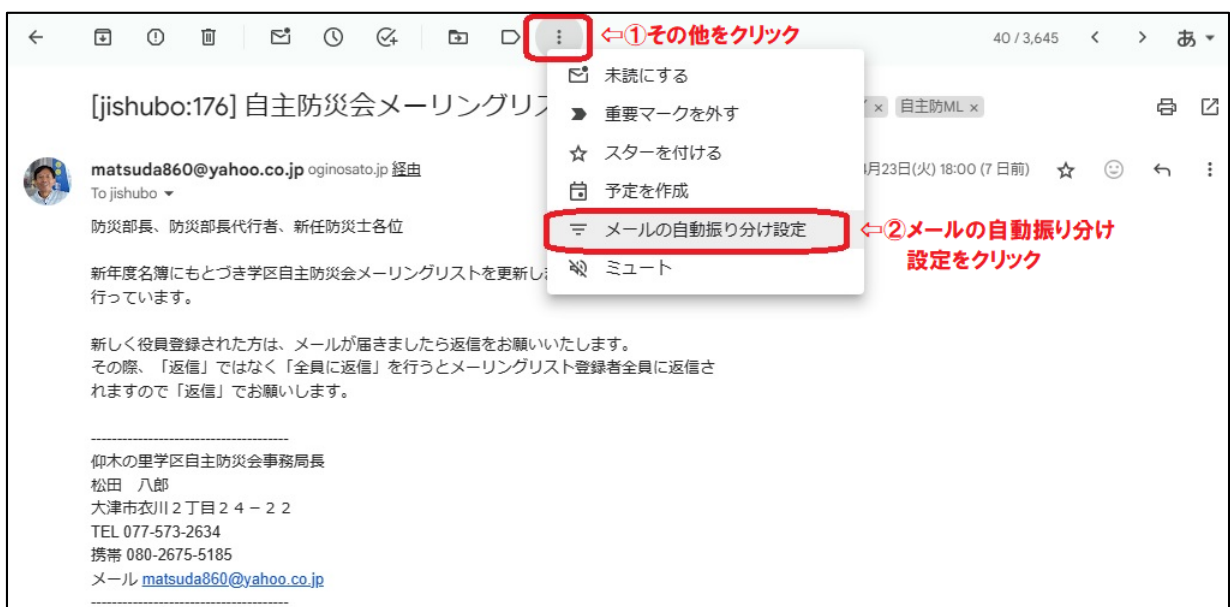 ⇦①その他をクリック
40 / 3,645
あ
未読にする
[jishubo:176] 自主防災会メーリングリス
重要マークを外す
自主防ML ×
スターを付ける
matsuda860@yahoo.co.jp oginosato.jp 経由
月23日(火) 18:00 (7 日前)
To jishubo
予定を作成
防災部長、防災部長代行者、新任防災士各位
メールの自動振り分け設定
⇦②メールの自動振り分け
設定をクリック
新年度名簿にもとづき学区自主防災会メーリングリストを更新し
ミュート
行っています。
新しく役員登録された方は、メールが届きましたら返信をお願いいたします。
その際、「返信」ではなく「全員に返信」を行うとメーリングリスト登録者全員に返信さ
れますので「返信」でお願いします。
--------------------------------------
仰木の里学区自主防災会事務局長
松田　八郎
大津市衣川２丁目２４－２２
TEL 077-573-2634
携帯 080-2675-5185
メール matsuda860@yahoo.co.jp
--------------------------------------